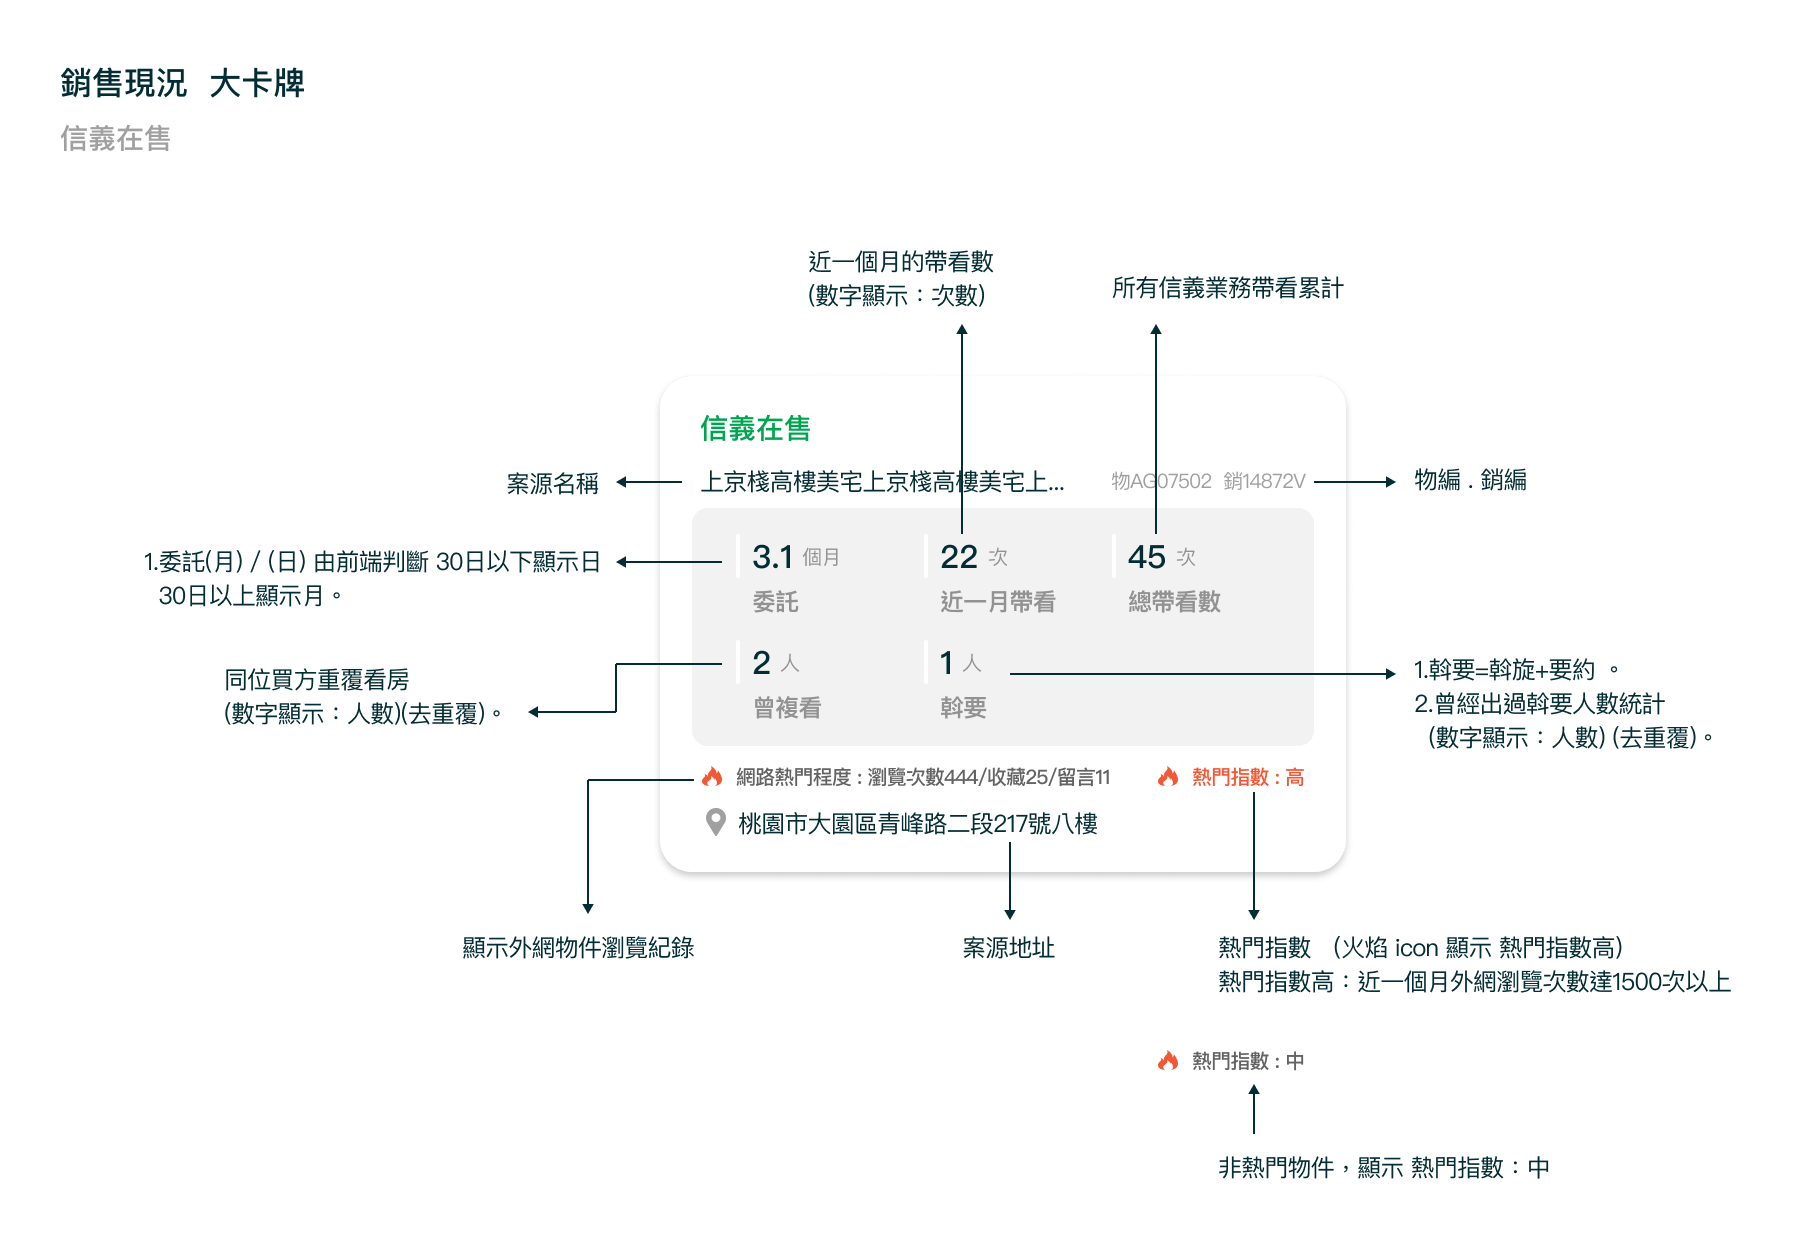 銷售現況 大卡牌
信義在售
近一個月的帶看數
(數字顯示：次數)
所有信義業務帶看累計
信義在售
案源名稱
上京棧高樓美宅上京棧高樓美宅上...
物AG07502 銷14872V
物編 . 銷編
1.委託(月) / (日) 由前端判斷 30日以下顯示日
30日以上顯示月。
3.1 個月
委託
22 次
近一月帶看
45 次
總帶看數
同位買方重覆看房
(數字顯示：人數)(去重覆)。
2 人
曾複看
1 人
斡要
1.斡要=斡旋+要約 。
2.曾經出過斡要人數統計
(數字顯示：人數) (去重覆)。
網路熱門程度 : 瀏覽次數444/收藏25/留言11
熱門指數 : 高
桃園市大園區青峰路二段217號八樓
顯示外網物件瀏覽紀錄
案源地址
熱門指數 （火焰 icon 顯示 熱門指數高）
熱門指數高：近一個月外網瀏覽次數達1500次以上
熱門指數 : 中
非熱門物件，顯示 熱門指數：中